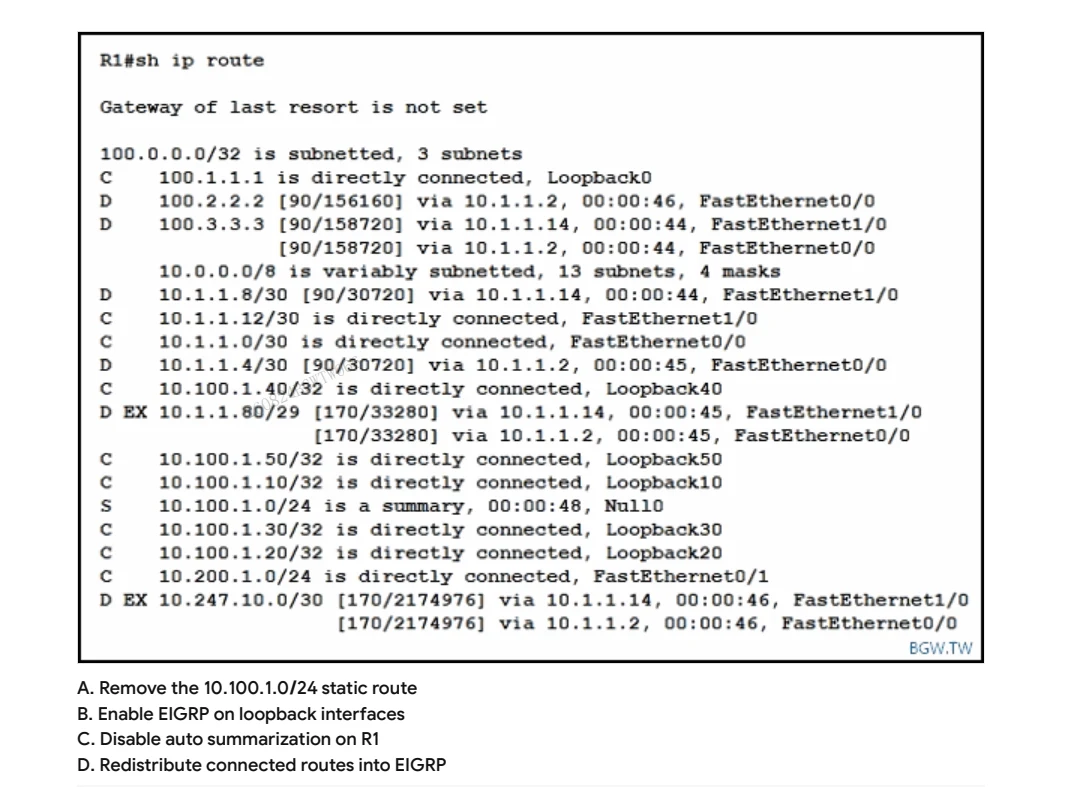 R1#sh ip route
Gateway of last resort is not set
100.0.0.0/32 is subnetted, 3 subnets
C 100.1.1.1 is directly connected, Loopback0
D 100.2.2.2 [90/156160] via 10.1.1.2, 00:00:46, FastEthernet0/0
D 100.3.3.3 [90/158720] via 10.1.1.14, 00:00:44, FastEthernet1/0
[90/158720] via 10.1.1.2, 00:00:44, FastEthernet0/0
10.0.0.0/8 is variably subnetted, 13 subnets, 4 masks
D 10.1.1.8/30 [90/30720] via 10.1.1.14, 00:00:44, FastEthernet1/0
C 10.1.1.12/30 is directly connected, FastEthernet1/0
C 10.1.1.0/30 is directly connected, FastEthernet0/0
D 10.1.1.4/30 [90/30720] via 10.1.1.2, 00:00:45, FastEthernet0/0
C 10.100.1.40/32 is directly connected, Loopback40
D EX 10.1.1.80/29 [170/33280] via 10.1.1.14, 00:00:45, FastEthernet1/0
[170/33280] via 10.1.1.2, 00:00:45, FastEthernet0/0
C 10.100.1.50/32 is directly connected, Loopback50
C 10.100.1.10/32 is directly connected, Loopback10
S 10.100.1.0/24 is a summary, 00:00:48, Null0
C 10.100.1.30/32 is directly connected, Loopback30
C 10.100.1.20/32 is directly connected, Loopback20
C 10.200.1.0/24 is directly connected, FastEthernet0/1
D EX 10.247.10.0/30 [170/2174976] via 10.1.1.14, 00:00:46, FastEthernet1/0
[170/2174976] via 10.1.1.2, 00:00:46, FastEthernet0/0
BGW.TW
A. Remove the 10.100.1.0/24 static route
B. Enable EIGRP on loopback interfaces
C. Disable auto summarization on R1
D. Redistribute connected routes into EIGRP